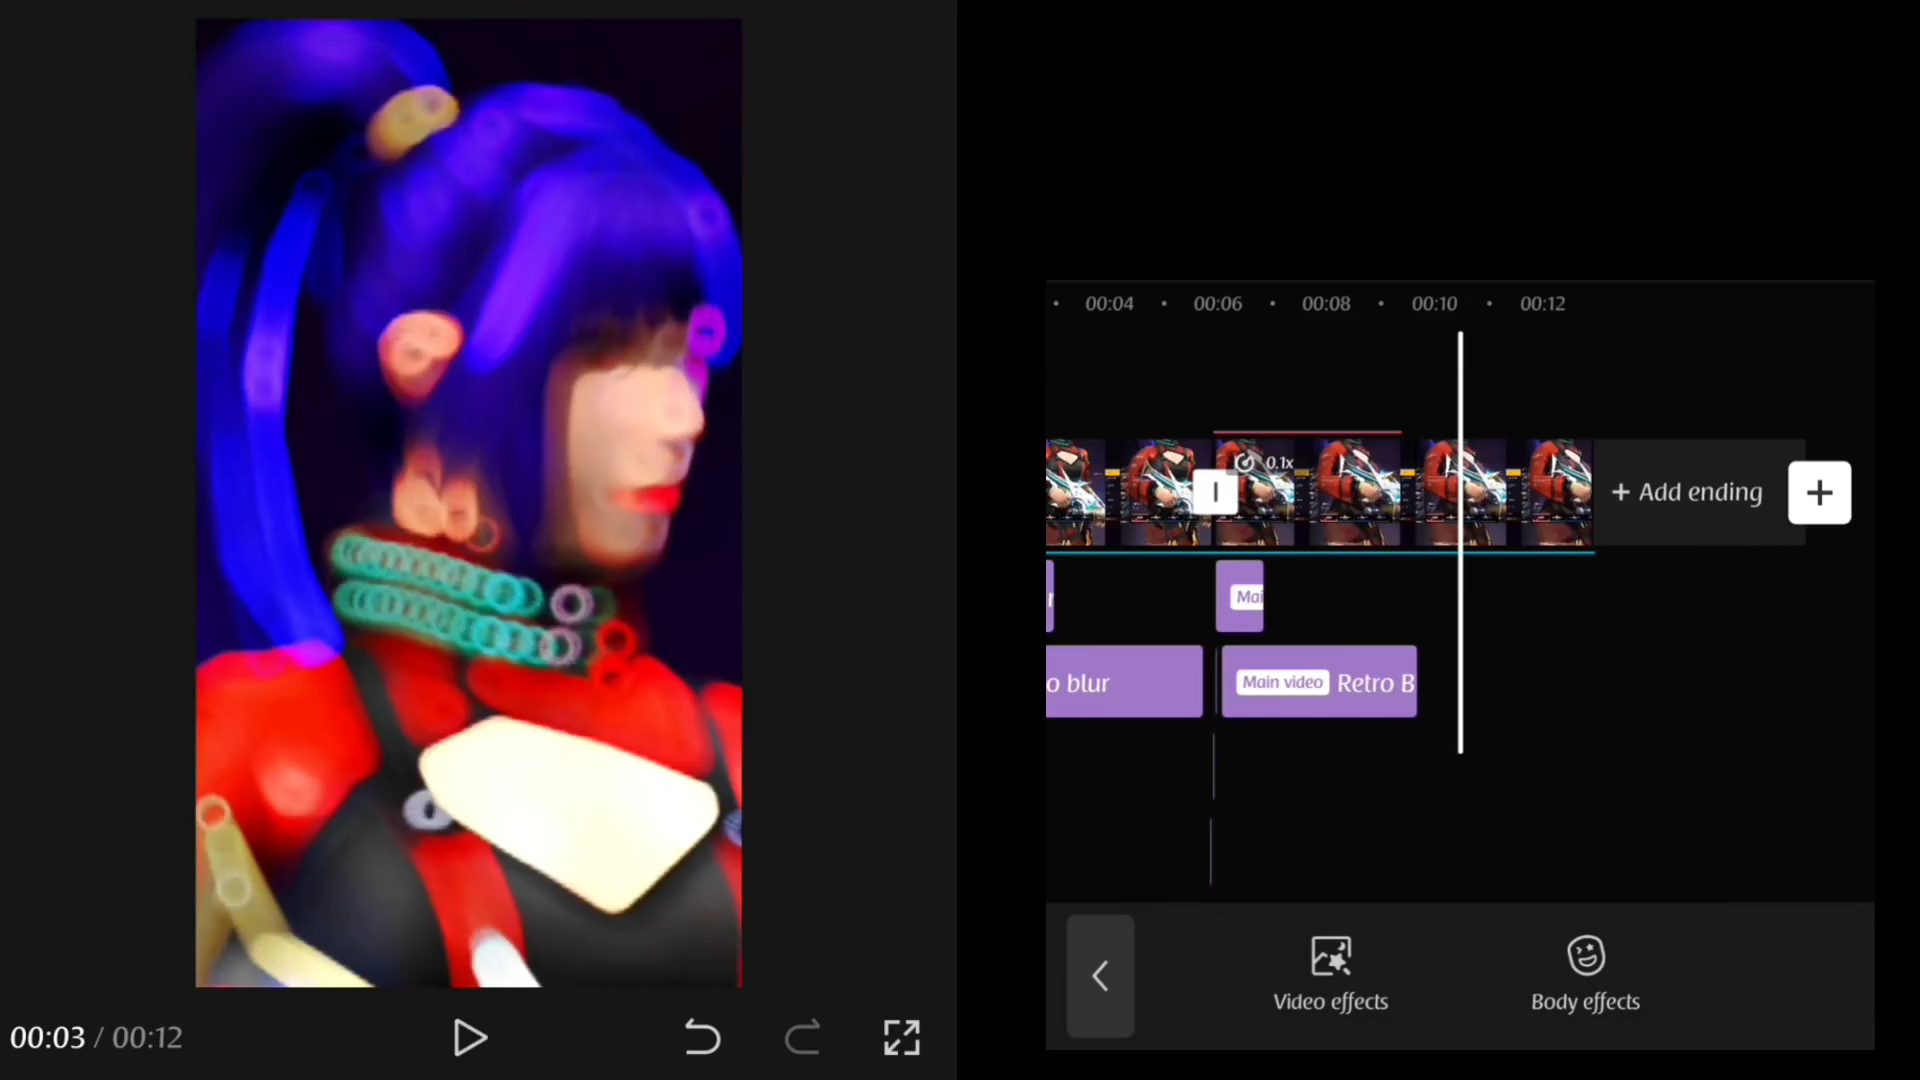 00:04 00:06 00:08 00:10 00:12
0.1x
+ Add ending
Mai
o blur
Main video Retro B
Video effects
Body effects
00:03 / 00:12